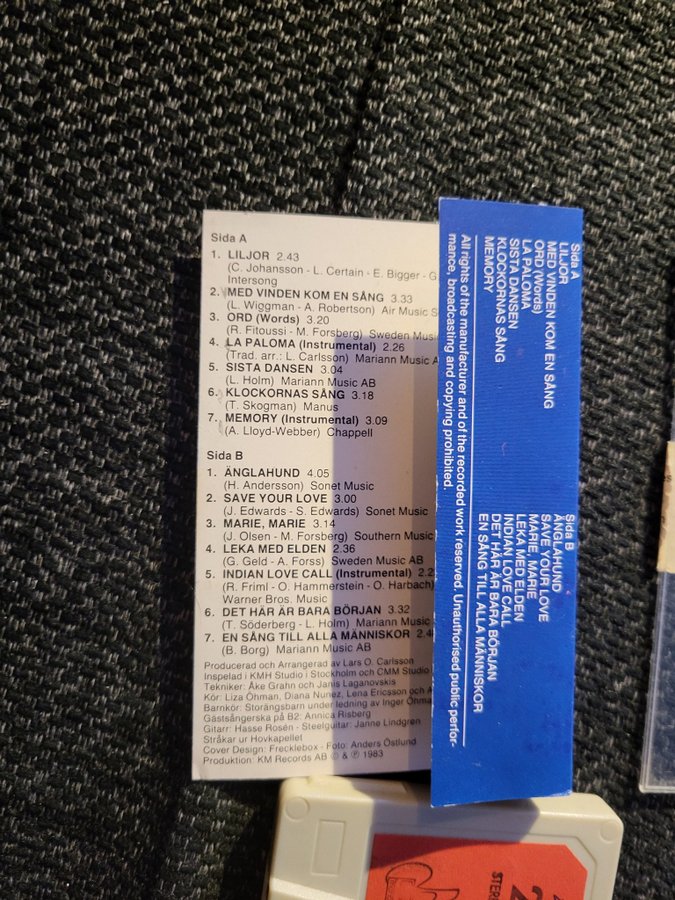 Sida A
1. LILJOR 2.43
(C. Johansson - L. Certain - E. Bigger - G
Intersong
2. MED VINDEN KOM EN SÅNG 3.33
(L. Wiggman - A. Robertson) Air Music S
3. ORD (Words) 3.20
(R. Fitoussi - M. Forsberg) Sweden Musi
4. LA PALOMA (Instrumental) 2.26
(Trad. arr.: L. Carlsson) Mariann Music A
5. SISTA DANSEN 3.04
(L. Holm) Mariann Music AB
6. KLOCKORNAS SÅNG 3.18
(T. Skogman) Manus
7. MEMORY (Instrumental) 3.09
(A. Lloyd-Webber) Chappell
Sida B
1. ÄNGLAHUND 4.05
(H. Andersson) Sonet Music
2. SAVE YOUR LOVE 3.00
(J. Edwards - S. Edwards) Sonet Music
3. MARIE, MARIE 3.14
(J. Olsen - M. Forsberg) Southern Music
4. LEKA MED ELDEN 2.36
(G. Geld - A. Forss) Sweden Music AB
5. INDIAN LOVE CALL (Instrumental) 2.2
(R. Friml - O. Hammerstein - O. Harbach)
Warner Bros. Music
6. DET HÄR ÄR BARA BÖRJAN 3.32
(T. Söderberg - L. Holm) Mariann Music
7. EN SÅNG TILL ALLA MÄNNISKOR 2.4
(B. Borg) Mariann Music AB
Producerad och Arrangerad av Lars O. Carlsson
Inspelad i KMH Studio i Stockholm och CMM Studio
Tekniker: Åke Grahn och Janis Laganovskis
Kör: Liza Öhman, Diana Nunez, Lena Ericsson och A
Barnkör: Storängsbarn under ledning av Inger Öhma
Gästsångerska på B2: Annica Risberg
Gitarr: Hasse Rosén - Steelguitar: Janne Lindgren
Stråkar ur Hovkapellet
Cover Design: Frecklebox - Foto: Anders Östlund
Produktion: KM Records AB © & ℗ 1983
Sida A
LILJOR
MED VINDEN KOM EN SÅNG
ORD (Words)
LA PALOMA
SISTA DANSEN
KLOCKORNAS SÅNG
MEMORY
Sida B
ÄNGLAHUND
SAVE YOUR LOVE
MARIE, MARIE
LEKA MED ELDEN
INDIAN LOVE CALL
DET HÄR ÄR BARA BÖRJAN
EN SÅNG TILL ALLA MÄNNISKOR
All rights of the manufacturer and of the recorded work reserved. Unauthorised public perfor-
mance, broadcasting and copying prohibited.
2
STER